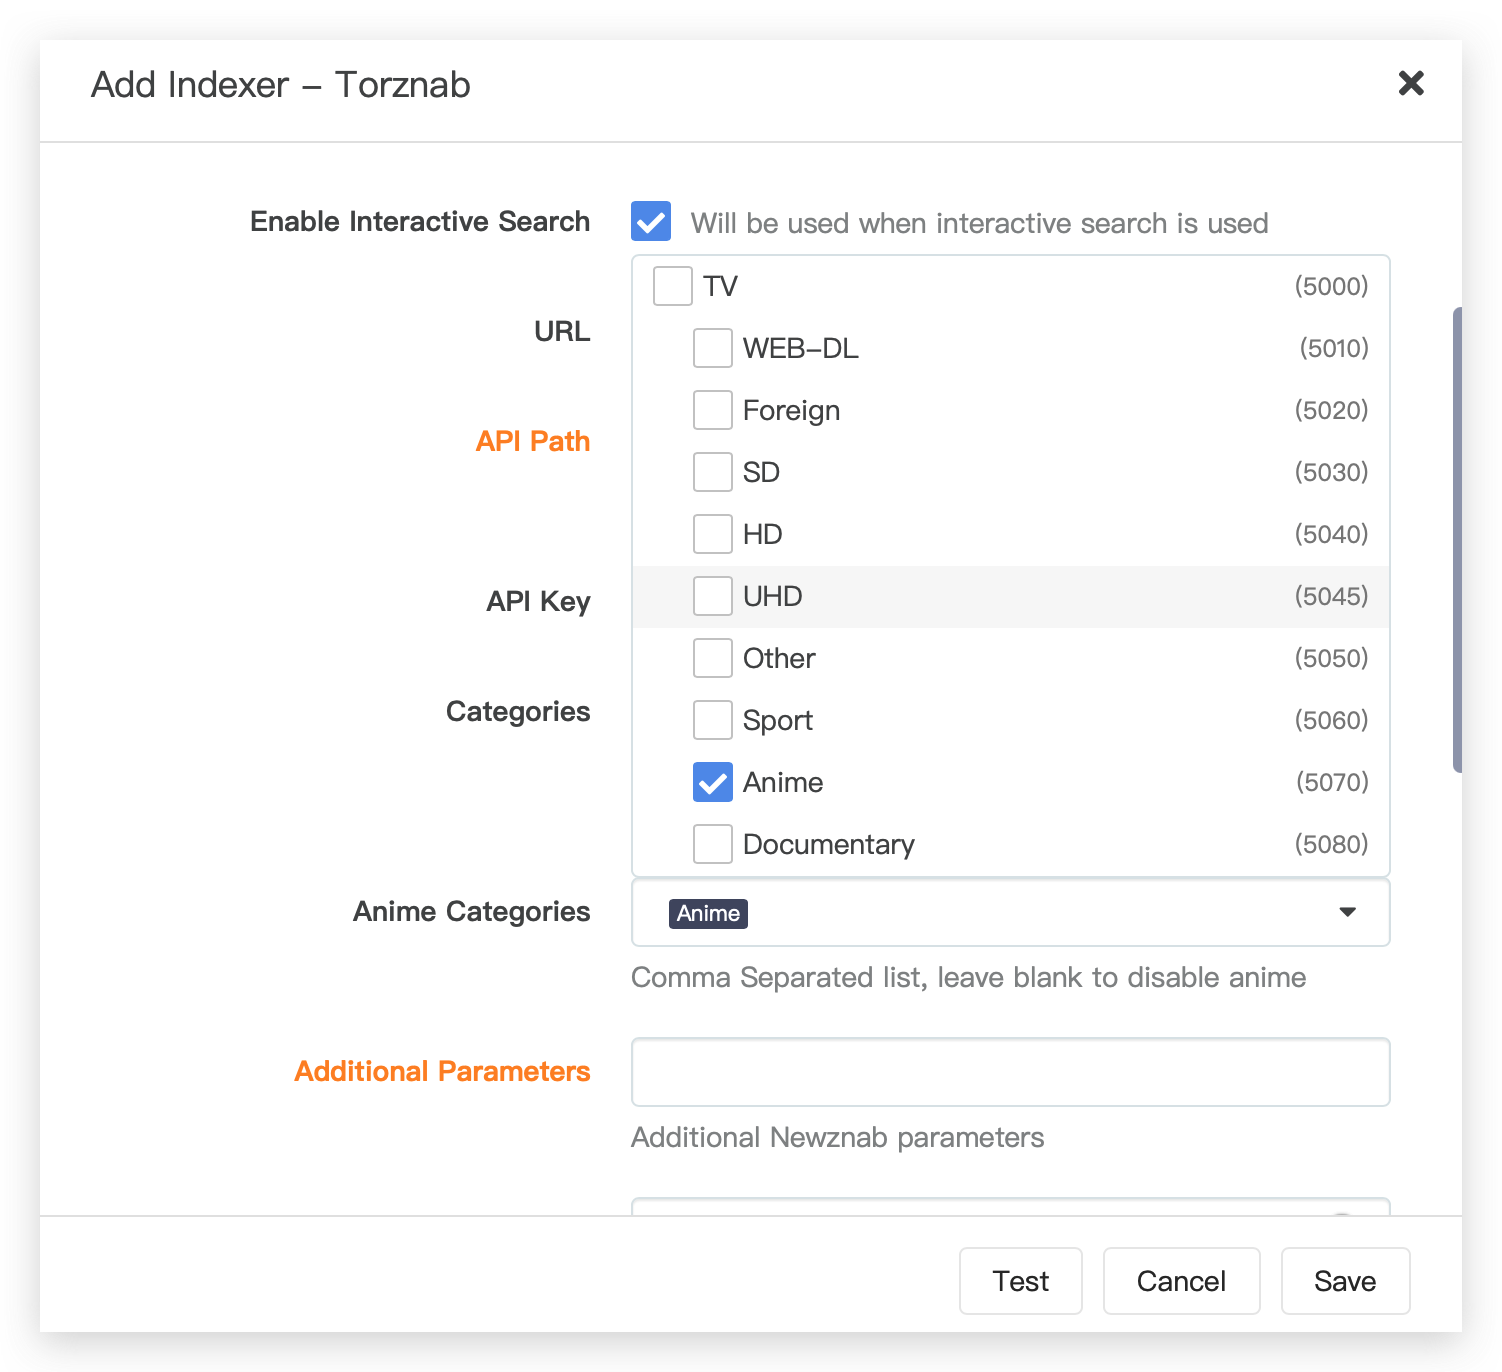 Add Indexer – Torznab
Enable Interactive Search
Will be used when interactive search is used
TV (5000)
URL
WEB–DL (5010)
Foreign (5020)
API Path
SD (5030)
HD (5040)
API Key
UHD (5045)
Other (5050)
Categories
Sport (5060)
Anime (5070)
Documentary (5080)
Anime Categories
Anime
Comma Separated list, leave blank to disable anime
Additional Parameters
Additional Newznab parameters
Test Cancel Save